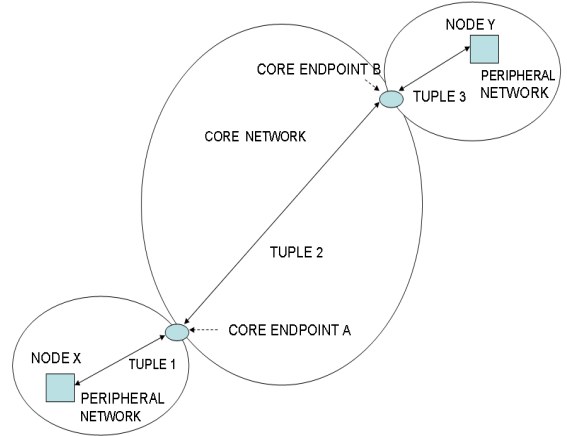 NODE Y
CORE ENDPOINT B
PERIPHERAL
NETWORK
TUPLE 3
CORE NETWORK
TUPLE 2
CORE ENDPOINT A
NODE X
TUPLE 1
PERIPHERAL
NETWORK